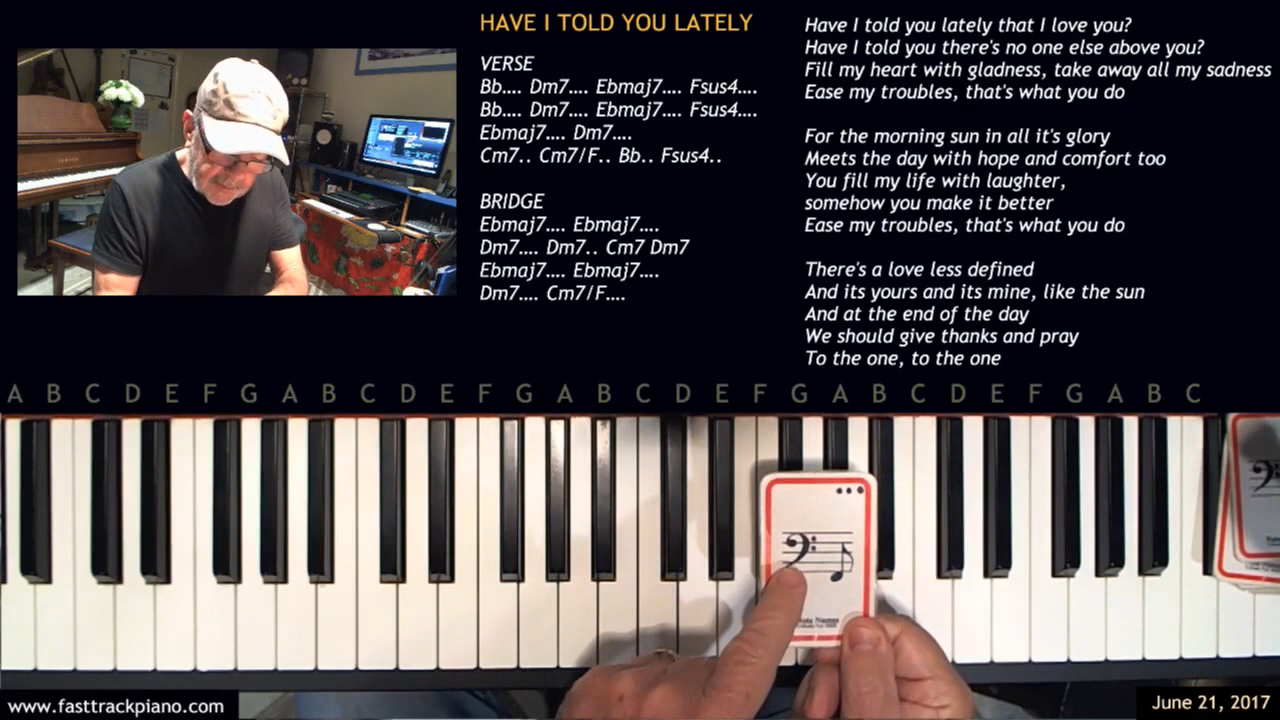 HAVE I TOLD YOU LATELY
VERSE
Bb.... Dm7.... Ebmaj7.... Fsus4....
Bb.... Dm7.... Ebmaj7.... Fsus4....
Ebmaj7.... Dm7....
Cm7.. Cm7/F.. Bb.. Fsus4..
BRIDGE
Ebmaj7.... Ebmaj7....
Dm7.... Dm7.. Cm7 Dm7
Ebmaj7.... Ebmaj7....
Dm7.... Cm7/F....
Have I told you lately that I love you?
Have I told you there's no one else above you?
Fill my heart with gladness, take away all my sadness
Ease my troubles, that's what you do
For the morning sun in all it's glory
Meets the day with hope and comfort too
You fill my life with laughter,
somehow you make it better
Ease my troubles, that's what you do
There's a love less defined
And its yours and its mine, like the sun
And at the end of the day
We should give thanks and pray
To the one, to the one
A B C D E F G A B C D E F G A B C D E F G A B C D E F G A B C
www.fasttrackpiano.com
June 21, 2017